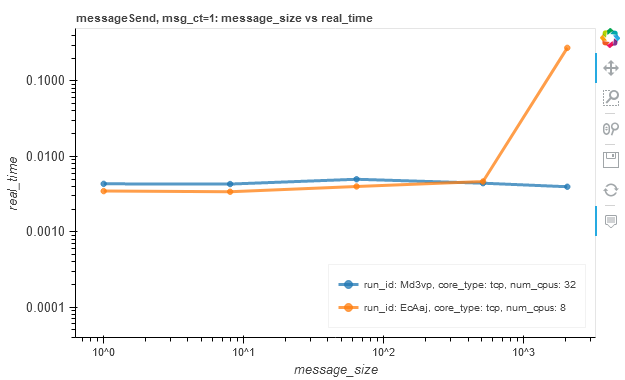 messageSend, msg_ct=1: message_size vs real_time
real_time
0.1000
0.0100
0.0010
0.0001
run_id: Md3vp, core_type: tcp, num_cpus: 32
run_id: EcAaj, core_type: tcp, num_cpus: 8
10^0
10^1
10^2
10^3
message_size